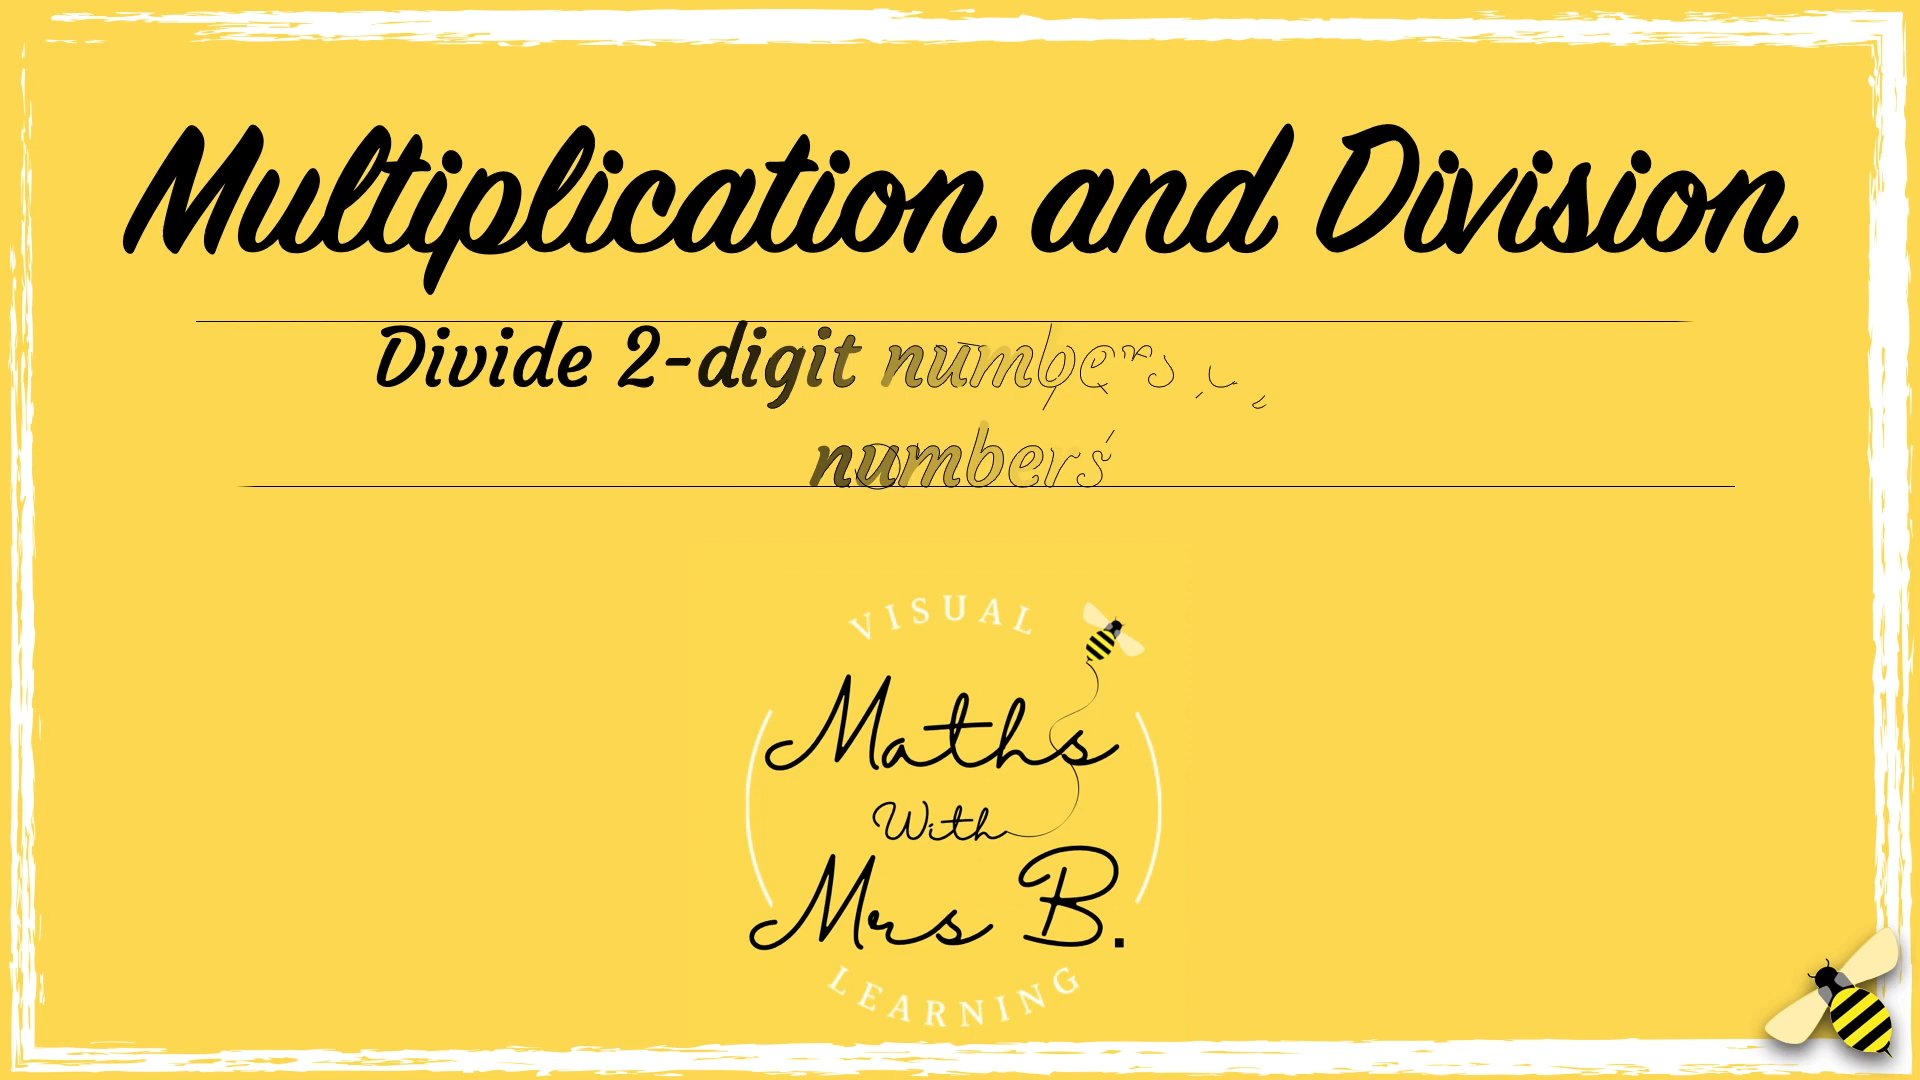 Multiplication and Division
Divide 2-digit numbers
numbers
VISUAL
Maths
With
Mrs B.
LEARNING